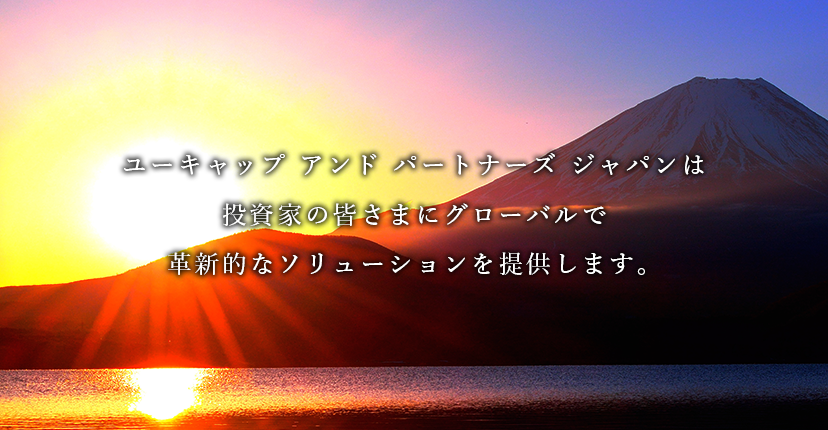 ユーキャップ アンド パートナーズ ジャパンは
投資家の皆さまにグローバルで
革新的なソリューションを提供します。